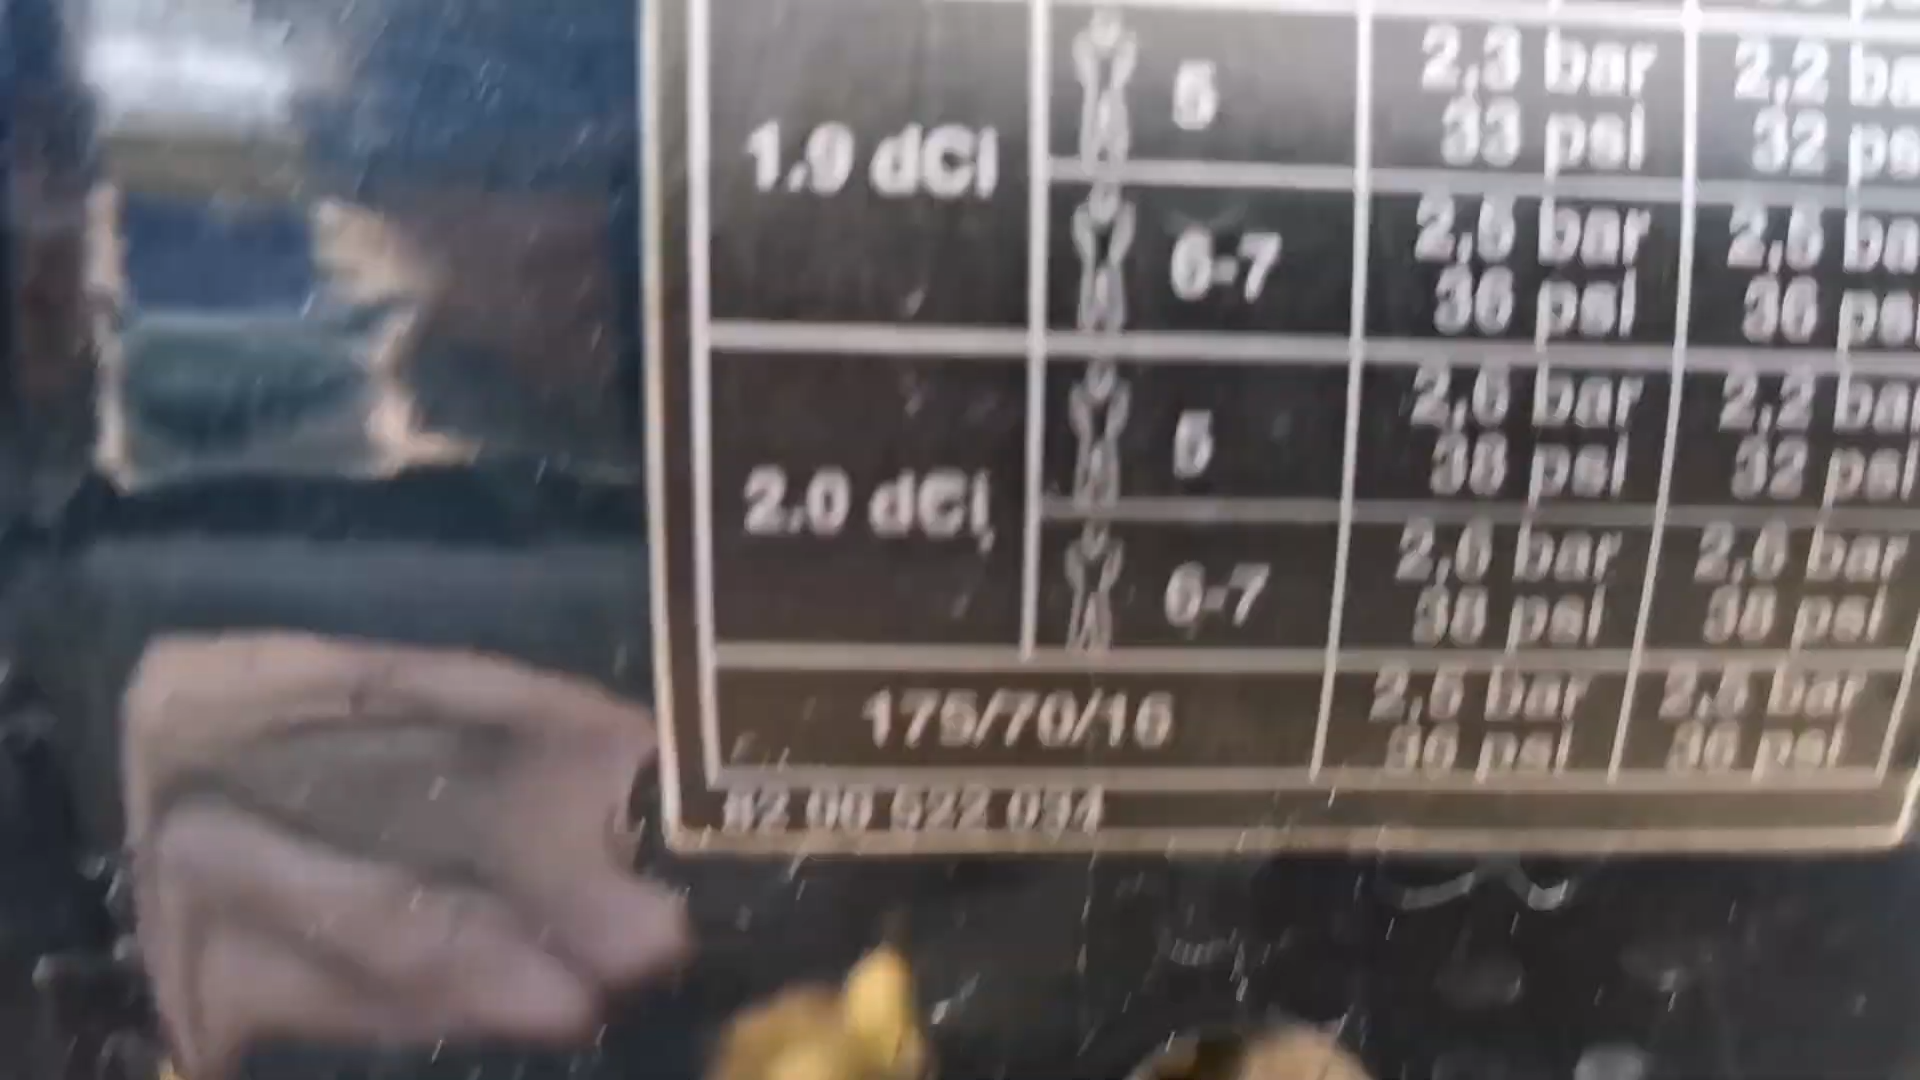 1.9 dCi
5
2,3 bar 2,2 ba
33 psi 32 ps
6-7
2,5 bar 2,5 ba
36 psi 36 psi
2.0 dCi
5
2,6 bar 2,2 bar
38 psi 32 psi
6-7
2,6 bar 2,6 bar
38 psi 38 psi
175/70/16
2,5 bar 2,5 bar
36 psi 36 psi
82 00 522 034